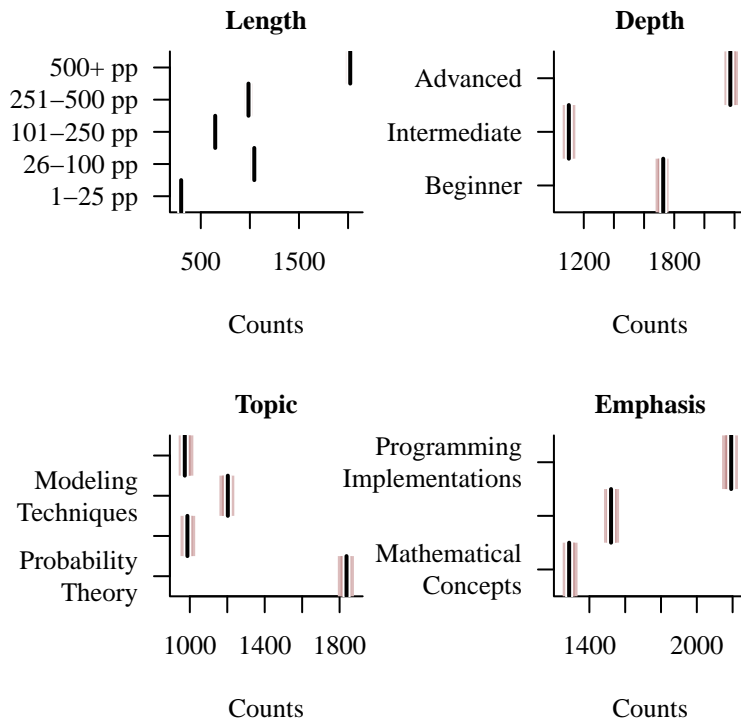 Length
500+ pp
251–500 pp
101–250 pp
26–100 pp
1–25 pp
500 1500
Counts
Depth
Advanced
Intermediate
Beginner
1200 1800
Counts
Topic
Modeling
Techniques
Probability
Theory
1000 1400 1800
Counts
Emphasis
Programming
Implementations
Mathematical
Concepts
1400 2000
Counts